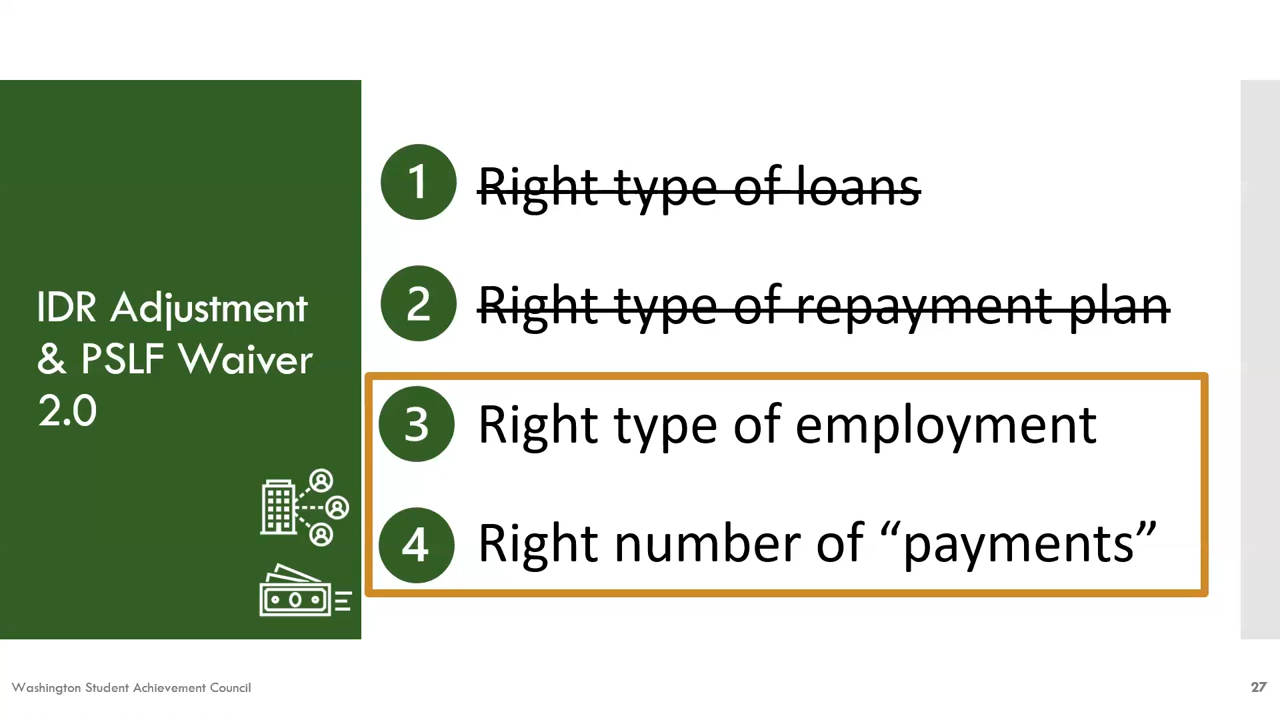 IDR Adjustment
& PSLF Waiver
2.0
1 Right type of loans
2 Right type of repayment plan
3 Right type of employment
4 Right number of “payments”
Washington Student Achievement Council
27